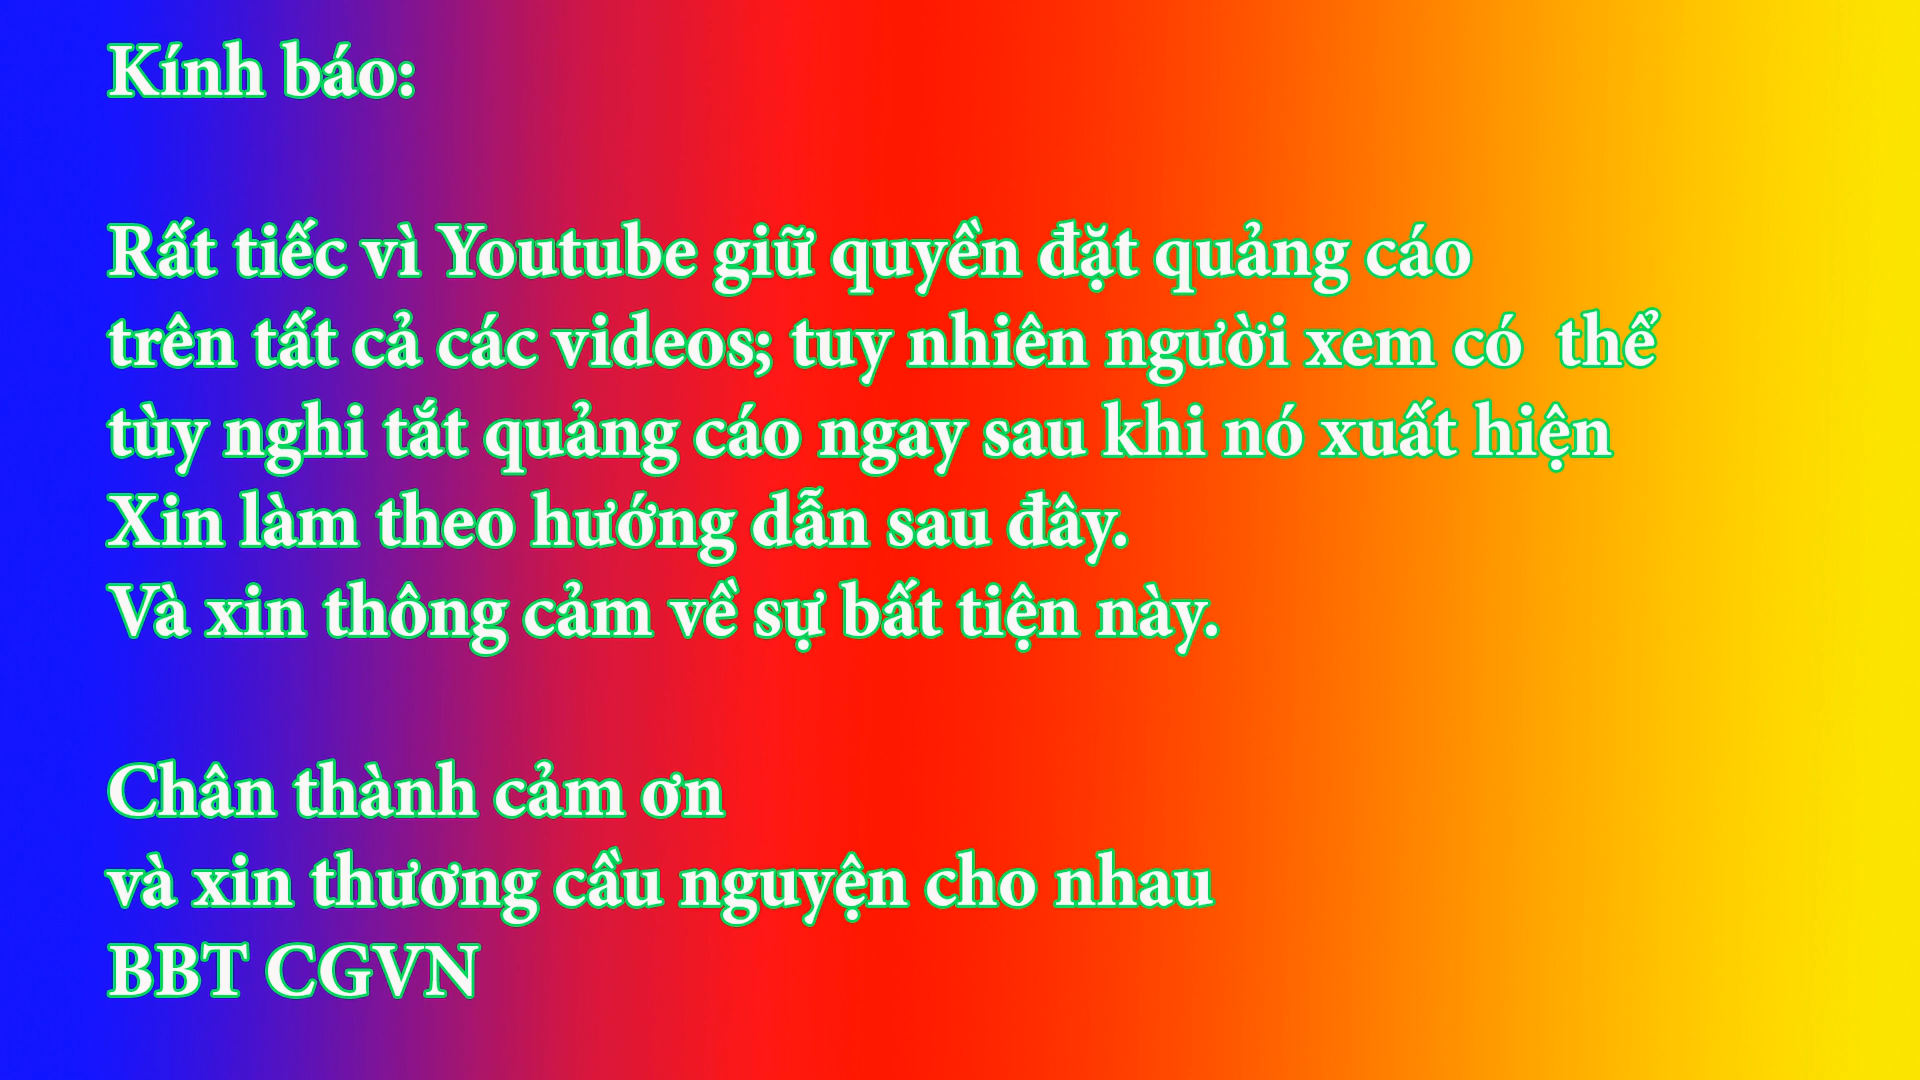 Kính báo:
Rất tiếc vì Youtube giữ quyền đặt quảng cáo
trên tất cả các videos; tuy nhiên người xem có  thể
tùy nghi tắt quảng cáo ngay sau khi nó xuất hiện
Xin làm theo hướng dẫn sau đây.
Và xin thông cảm về sự bất tiện này.
Chân thành cảm ơn
và xin thương cầu nguyện cho nhau
BBT CGVN